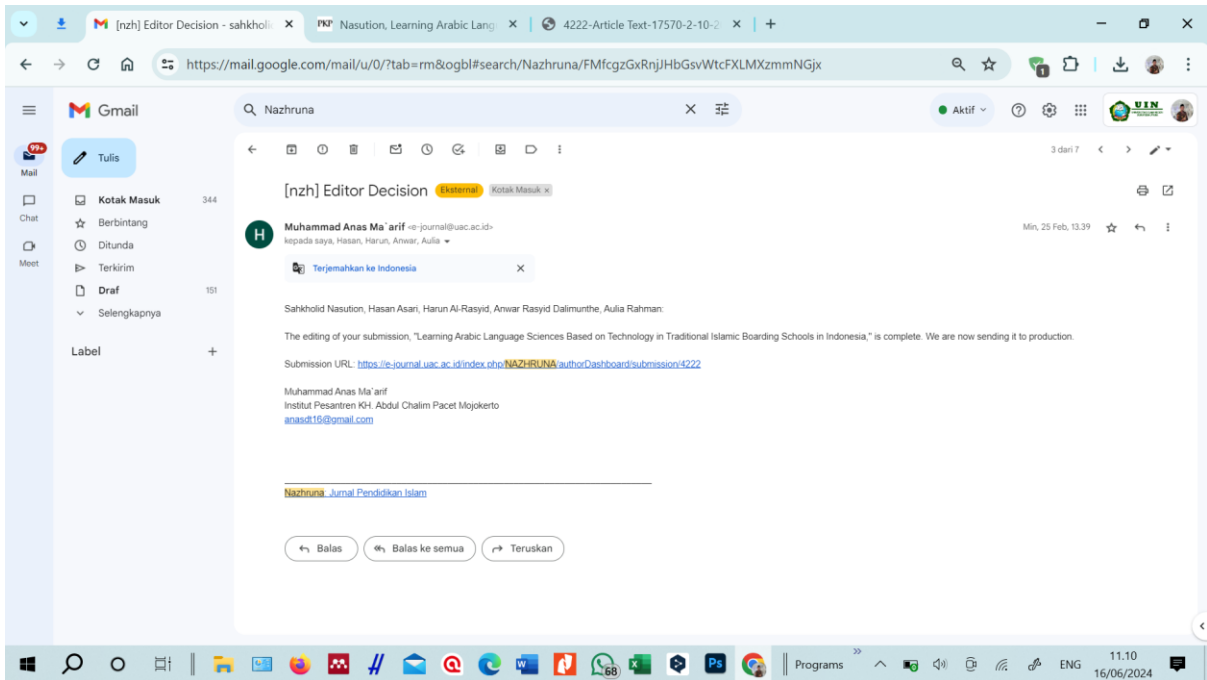 [nzh] Editor Decision - sahkholi
PKP Nasution, Learning Arabic Lang
4222-Article Text-17570-2-10-2
https://mail.google.com/mail/u/0/?tab=rm&ogbl#search/Nazhruna/FMfcgzGxRnjJHbGsvWtcFXLMXzmmNGjx
1
Gmail
Nazhruna
Aktif
UIN
99+
Mail
Tulis
3 dari 7
Chat
Meet
Kotak Masuk 344
Berbintang
Ditunda
Terkirim
Draf 151
Selengkapnya
Label
[nzh] Editor Decision Eksternal Kotak Masuk x
H
Muhammad Anas Ma`arif <e-journal@uac.ac.id>
Min, 25 Feb, 13.39
kepada saya, Hasan, Harun, Anwar, Aulia
Terjemahkan ke Indonesia
Sahkholid Nasution, Hasan Asari, Harun Al-Rasyid, Anwar Rasyid Dalimunthe, Aulia Rahman:
The editing of your submission, "Learning Arabic Language Sciences Based on Technology in Traditional Islamic Boarding Schools in Indonesia," is complete. We are now sending it to production.
Submission URL: https://e-journal.uac.ac.id/index.php/NAZHRUNA/authorDashboard/submission/4222
Muhammad Anas Ma`arif
Institut Pesantren KH. Abdul Chalim Pacet Mojokerto
anasdt16@gmail.com
Nazhruna: Jurnal Pendidikan Islam
Balas
Balas ke semua
Teruskan
68
Ps
Programs
ENG
11.10
16/06/2024